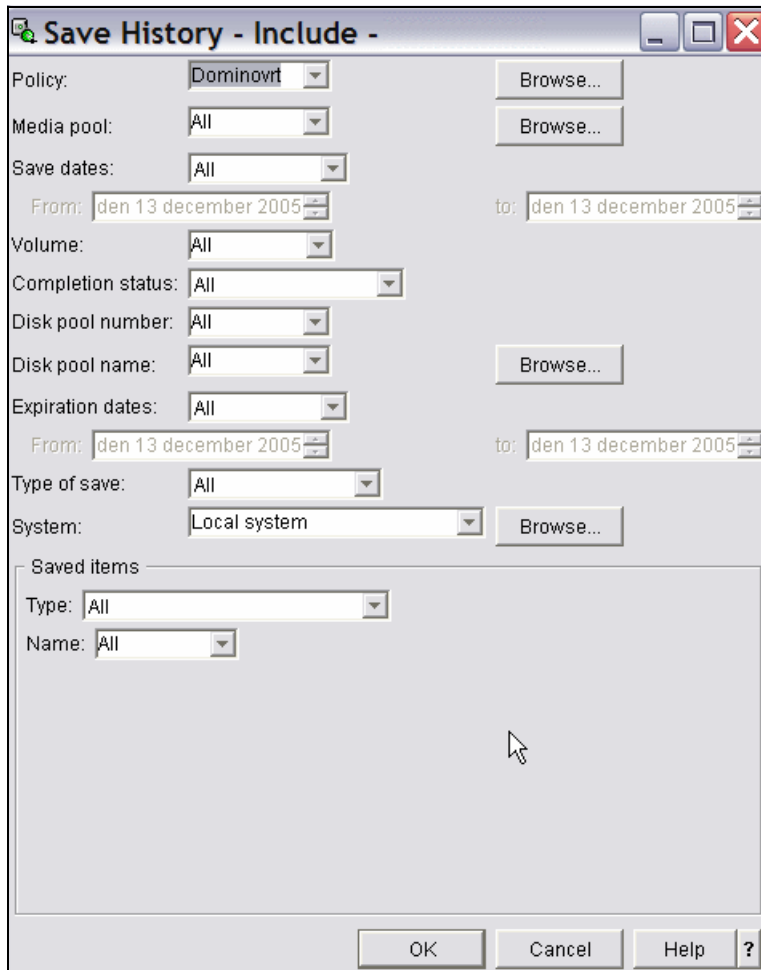 Save History - Include -
Policy: Dominovrt Browse...
Media pool: All Browse...
Save dates: All
From: den 13 december 2005 to: den 13 december 2005
Volume: All
Completion status: All
Disk pool number: All
Disk pool name: All Browse...
Expiration dates: All
From: den 13 december 2005 to: den 13 december 2005
Type of save: All
System: Local system Browse...
Saved items
Type: All
Name: All
OK Cancel Help ?